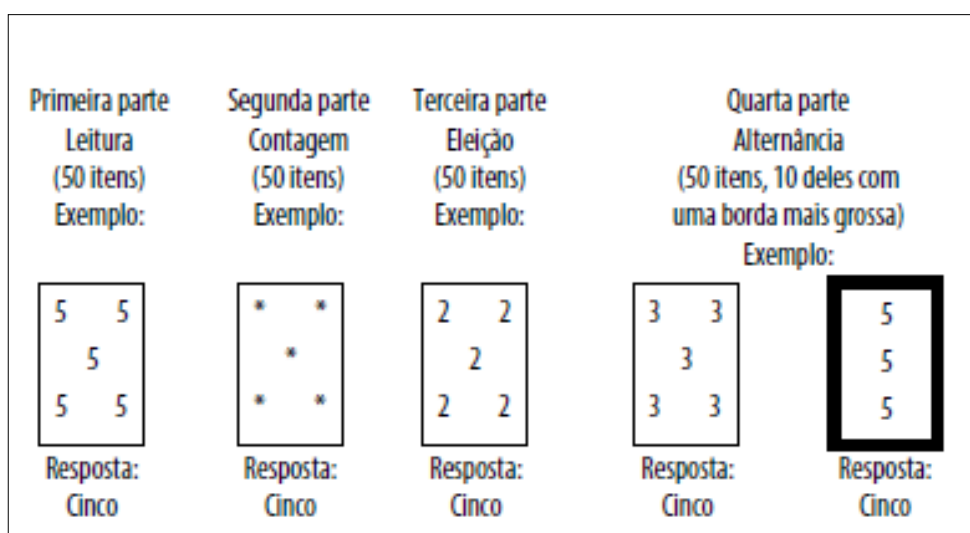 Primeira parte
Leitura
(50 itens)
Exemplo:
5 5
5
5 5
Resposta:
Cinco
Segunda parte
Contagem
(50 itens)
Exemplo:
* *
*
* *
Resposta:
Cinco
Terceira parte
Eleição
(50 itens)
Exemplo:
2 2
2
2 2
Resposta:
Cinco
Quarta parte
Alternância
(50 itens, 10 deles com
uma borda mais grossa)
Exemplo:
3 3
3
3 3
Resposta:
Cinco
5
5
5
Resposta:
Cinco